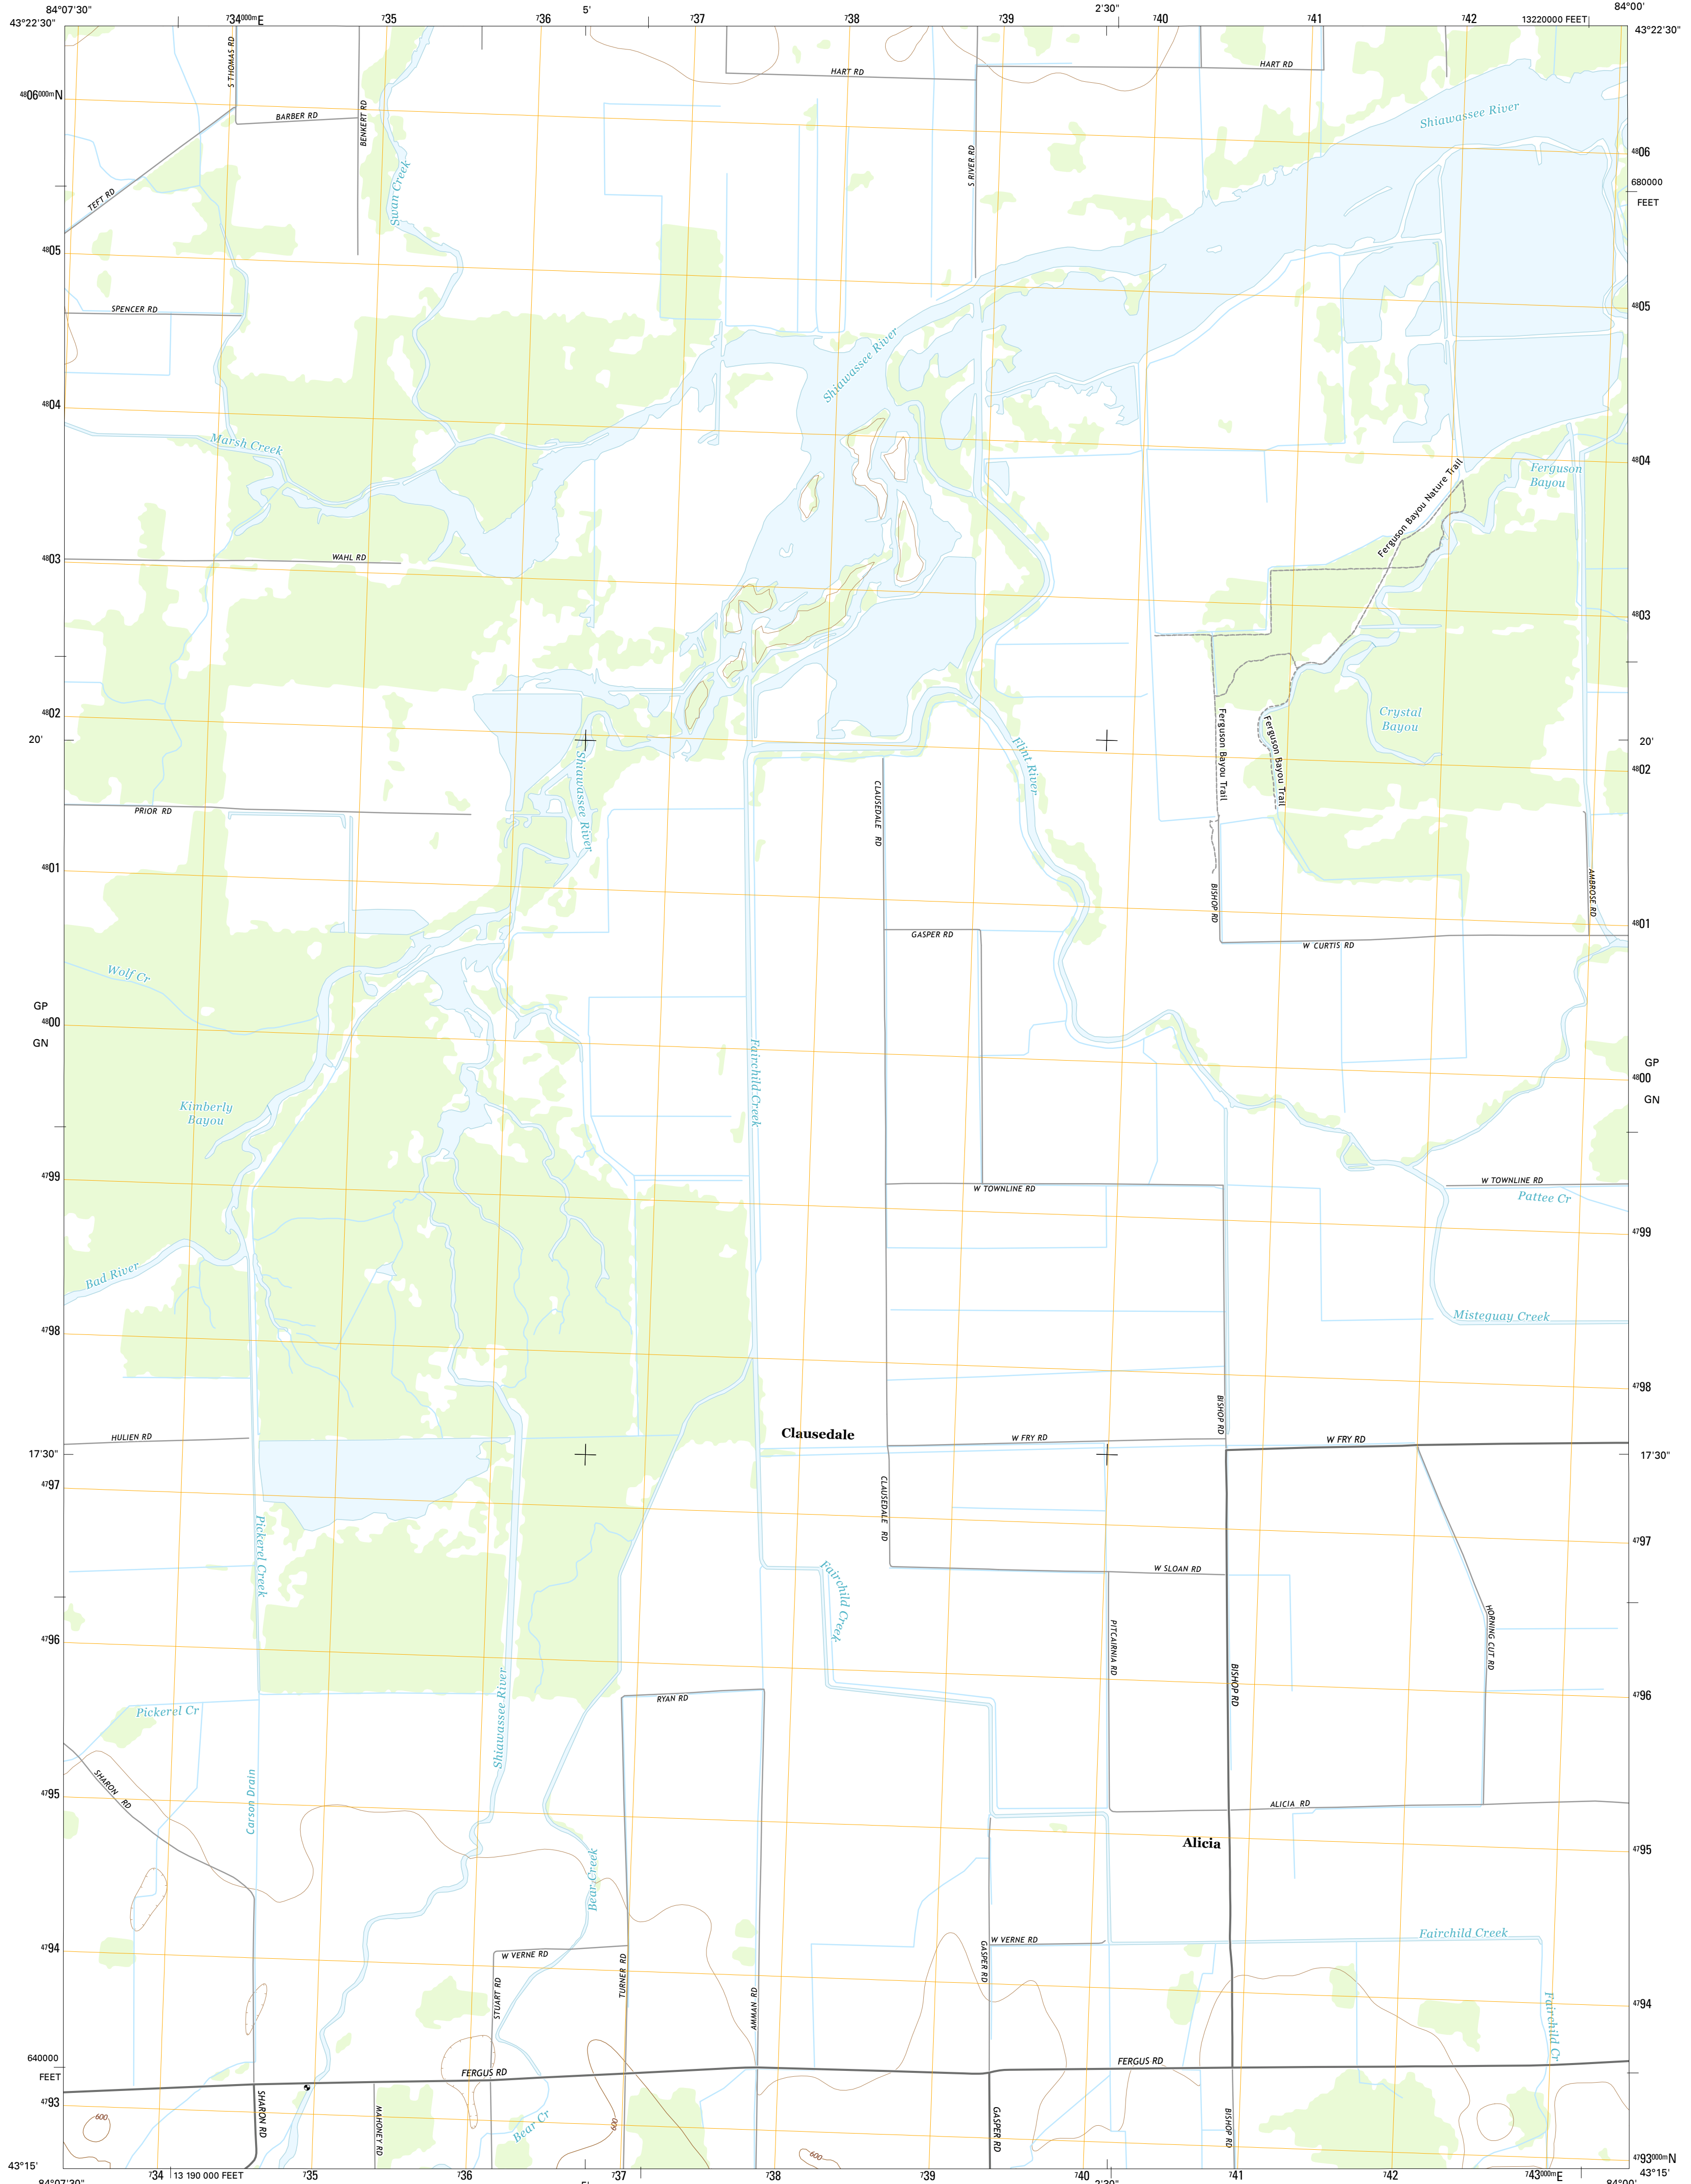 84°07'30"
⁷34⁰⁰⁰ᵐE
⁷35
⁷36
5'
⁷37
⁷38
⁷39
2'30"
⁷40
⁷41
⁷42
13220000 FEET
84°00'
43°22'30"
43°22'30"
S THOMAS RD
HART RD
HART RD
⁴⁸06⁰⁰⁰ᵐN
BARBER RD
BENKERT RD
Shiawassee River
S RIVER RD
⁴⁸06
680000
FEET
TEFT RD
Swan Creek
⁴⁸05
SPENCER RD
⁴⁸05
Shiawassee River
⁴⁸04
Marsh Creek
⁴⁸04
Ferguson
Bayou
Ferguson Bayou Nature Trail
⁴⁸03
WAHL RD
⁴⁸03
⁴⁸02
Crystal
Bayou
20'
20'
Ferguson Bayou Trail
Ferguson Bayou Trail
Flint River
Shiawassee River
⁴⁸02
PRIOR RD
CLAUSEDALE RD
⁴⁸01
BISHOP RD
AMBROSE RD
⁴⁸01
GASPER RD
W CURTIS RD
Wolf Cr
GP
⁴⁸00
GN
GP
⁴⁸00
GN
Fairchild Creek
Kimberly
Bayou
⁴⁷99
W TOWNLINE RD
W TOWNLINE RD
Pattee Cr
⁴⁷99
Bad River
Misteguay Creek
⁴⁷98
⁴⁷98
BISHOP RD
HULIEN RD
Clausedale
W FRY RD
W FRY RD
17'30"
17'30"
⁴⁷97
CLAUSEDALE RD
Pickerel Creek
⁴⁷97
Fairchild Creek
W SLOAN RD
⁴⁷96
PITCAIRNIA RD
HORNING CUT RD
BISHOP RD
Shiawassee River
⁴⁷96
RYAN RD
Pickerel Cr
SHARON RD
Carson Drain
⁴⁷95
ALICIA RD
Alicia
⁴⁷95
Bear Creek
⁴⁷94
W VERNE RD
W VERNE RD
Fairchild Creek
GASPER RD
STUART RD
TURNER RD
AMMAN RD
⁴⁷94
Fairchild Cr
640000
FEET
FERGUS RD
FERGUS RD
⁴⁷93
600
SHARON RD
MAHONEY RD
Bear Cr
600
600
GASPER RD
BISHOP RD
⁴⁷93⁰⁰⁰ᵐN
43°15'
⁷34
13 190 000 FEET
⁷35
⁷36
⁷37
⁷38
⁷39
⁷40
⁷41
⁷42
⁷43⁰⁰⁰ᵐE
43°15'